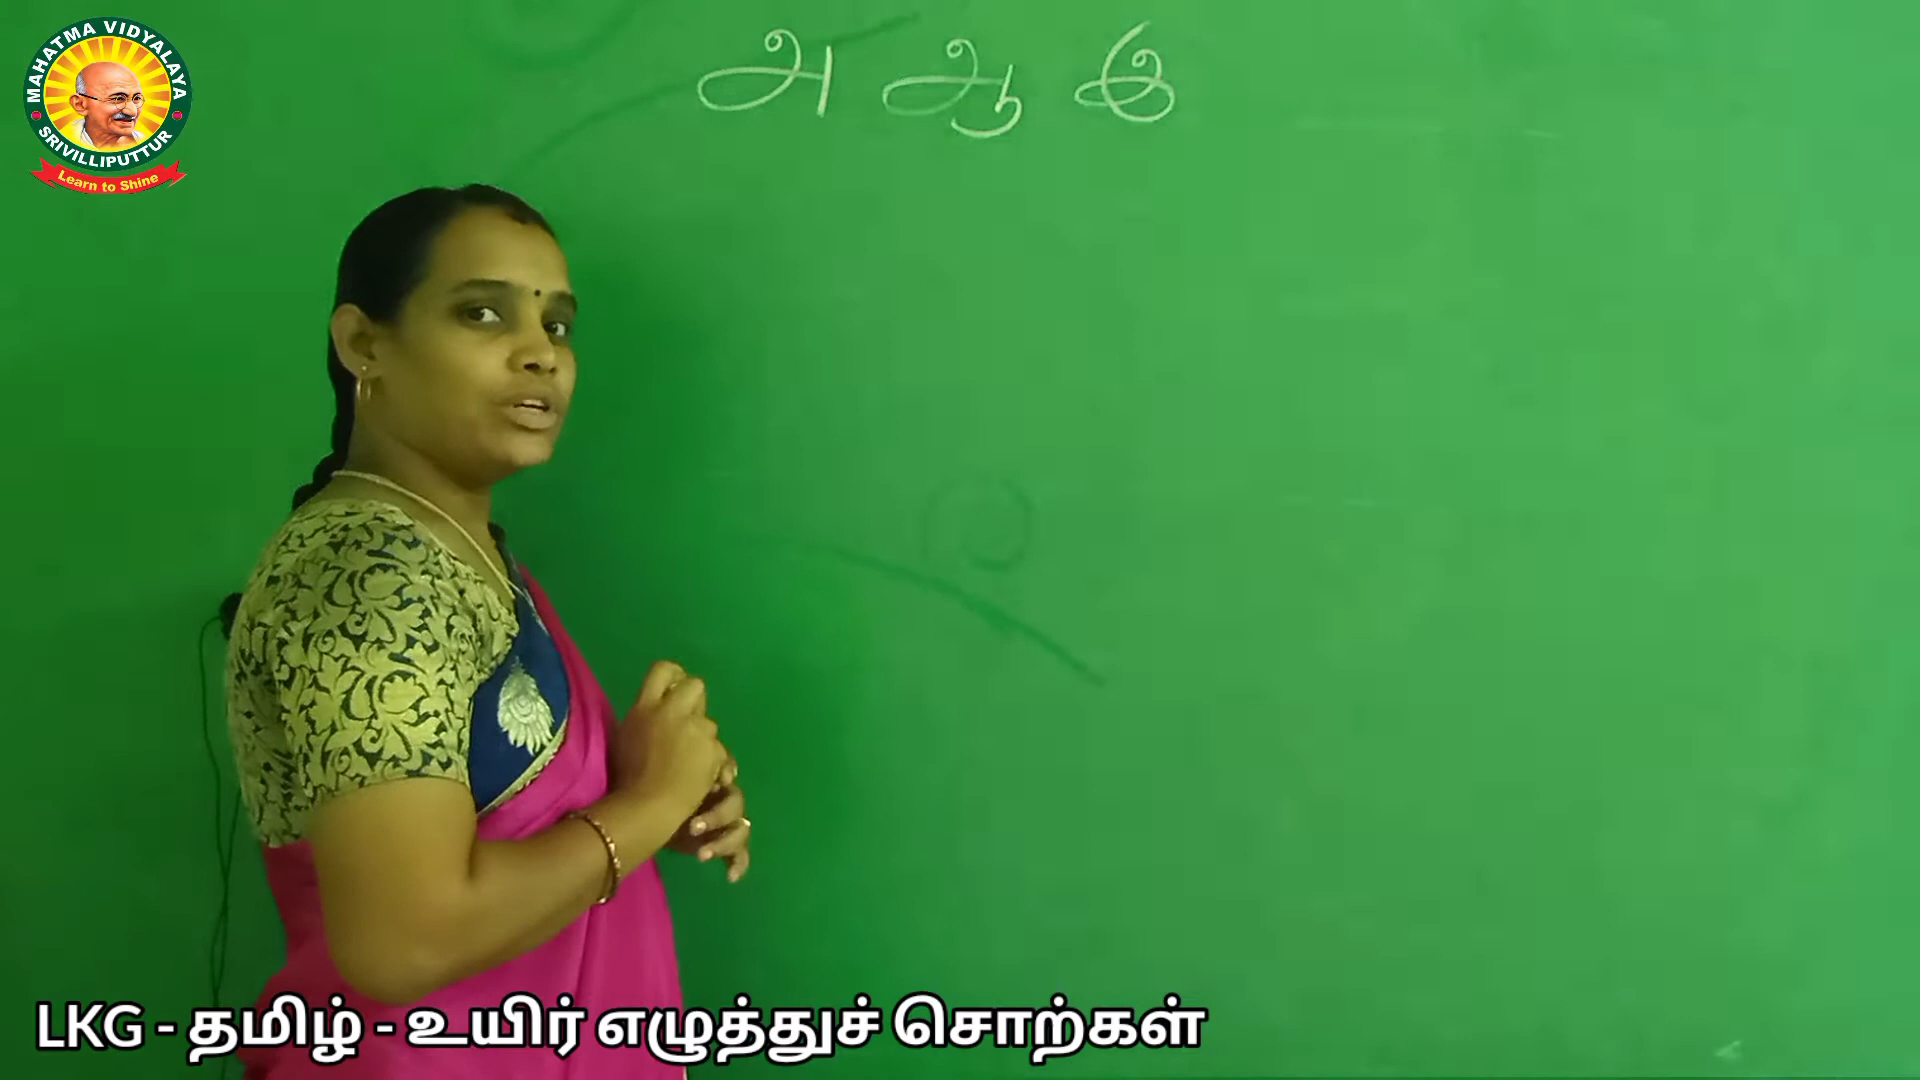 MAHATMA VIDYALAYA
SRIVILLIPUTTUR
Learn to Shine
அ ஆ இ
LKG - தமிழ் - உயிர் எழுத்துச் சொற்கள்